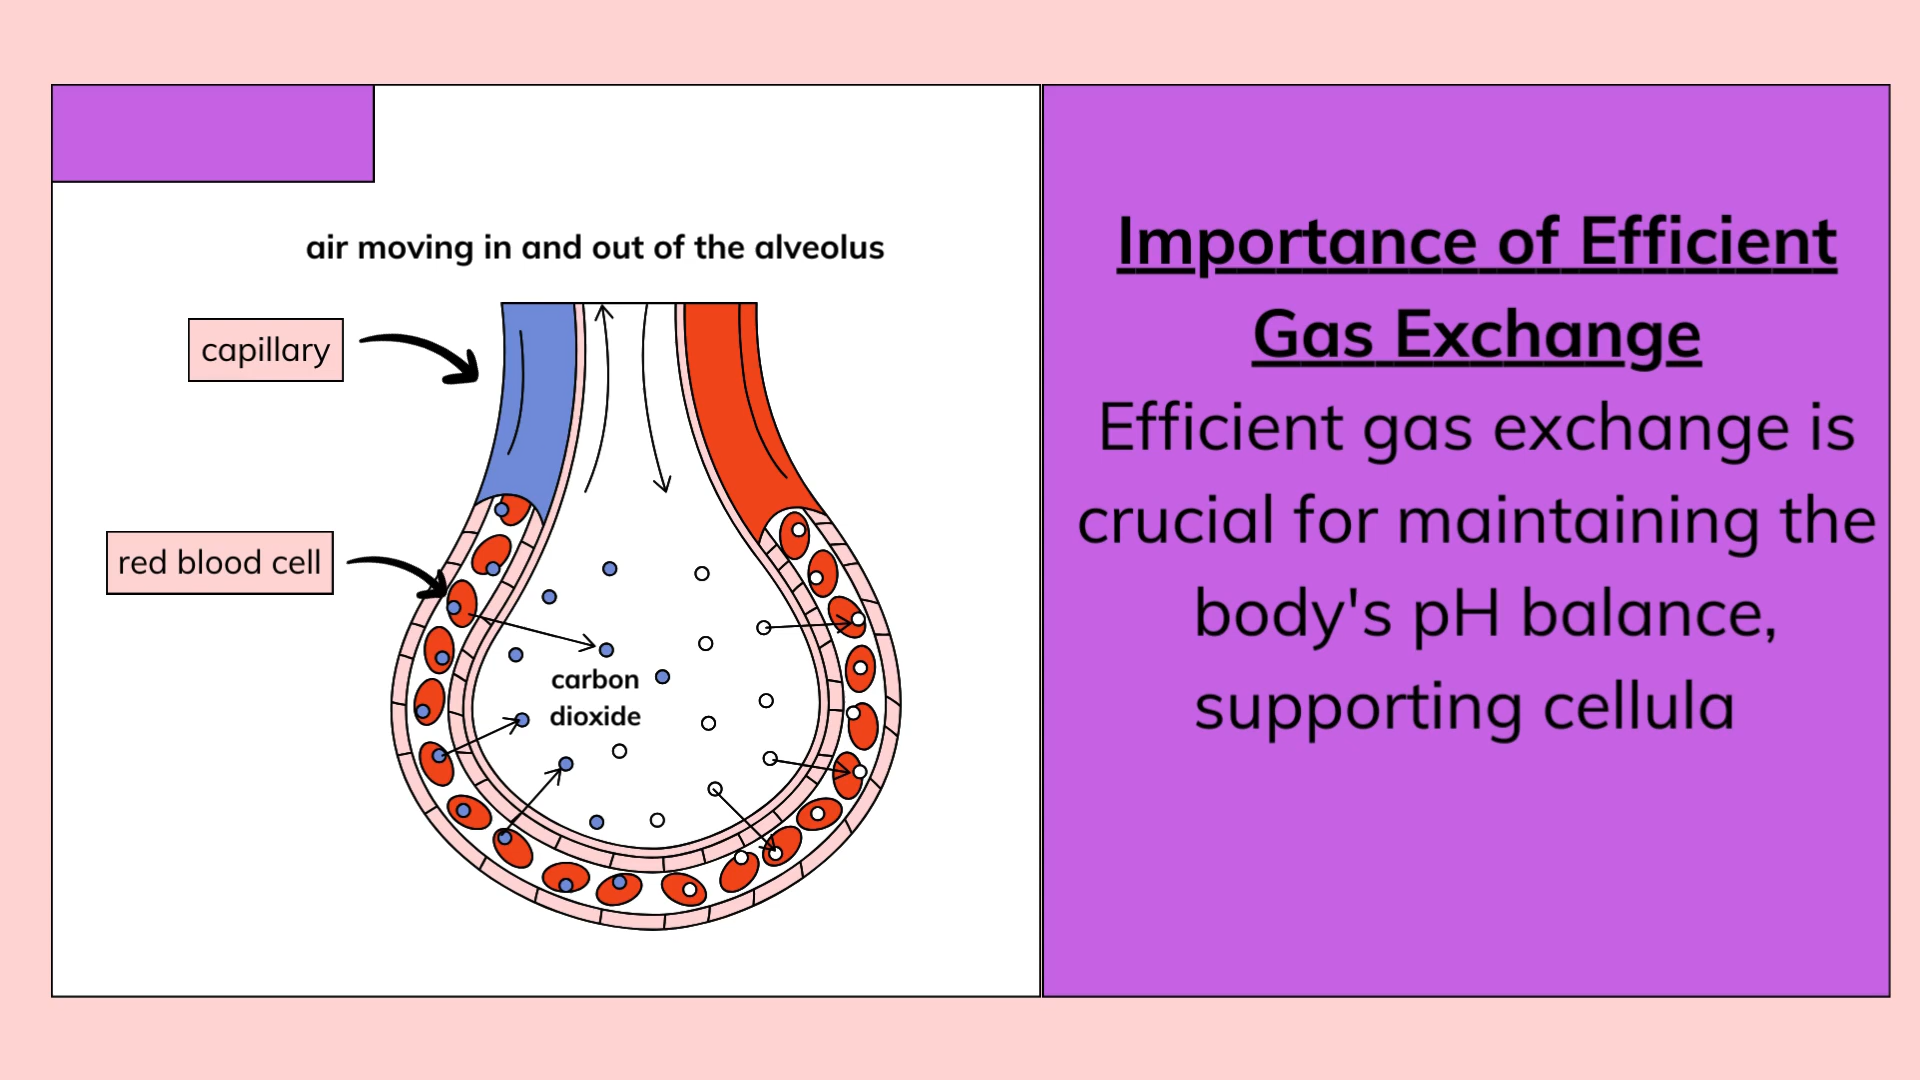 air moving in and out of the alveolus
capillary
red blood cell
carbon
dioxide
Importance of Efficient
Gas Exchange
Efficient gas exchange is
crucial for maintaining the
body's pH balance,
supporting cellula